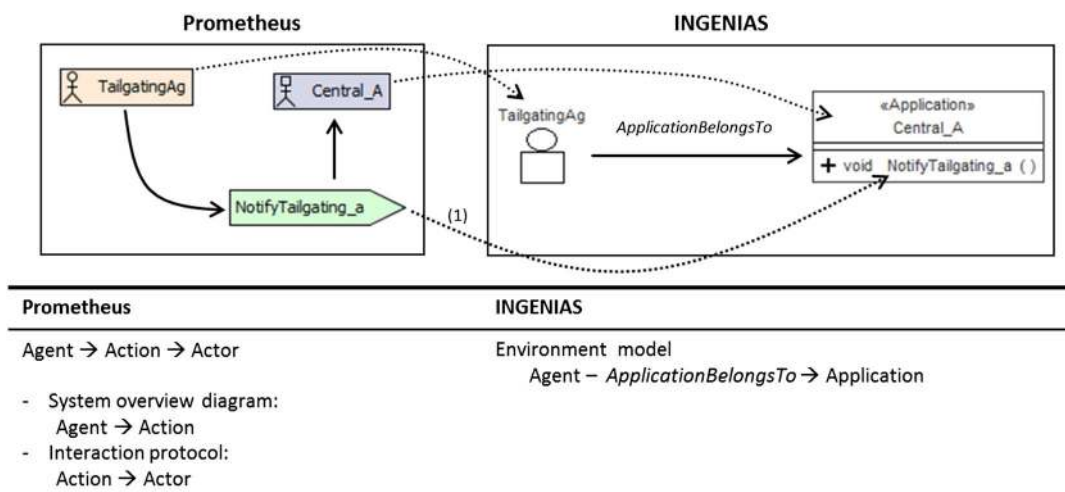 Prometheus
INGENIAS
TailgatingAg
Central_A
NotifyTailgating_a
(1)
TailgatingAg
ApplicationBelongsTo
«Application»
Central_A
+ void NotifyTailgating_a ( )
Prometheus
INGENIAS
Agent → Action → Actor
- System overview diagram:
Agent → Action
- Interaction protocol:
Action → Actor
Environment model
Agent – ApplicationBelongsTo → Application